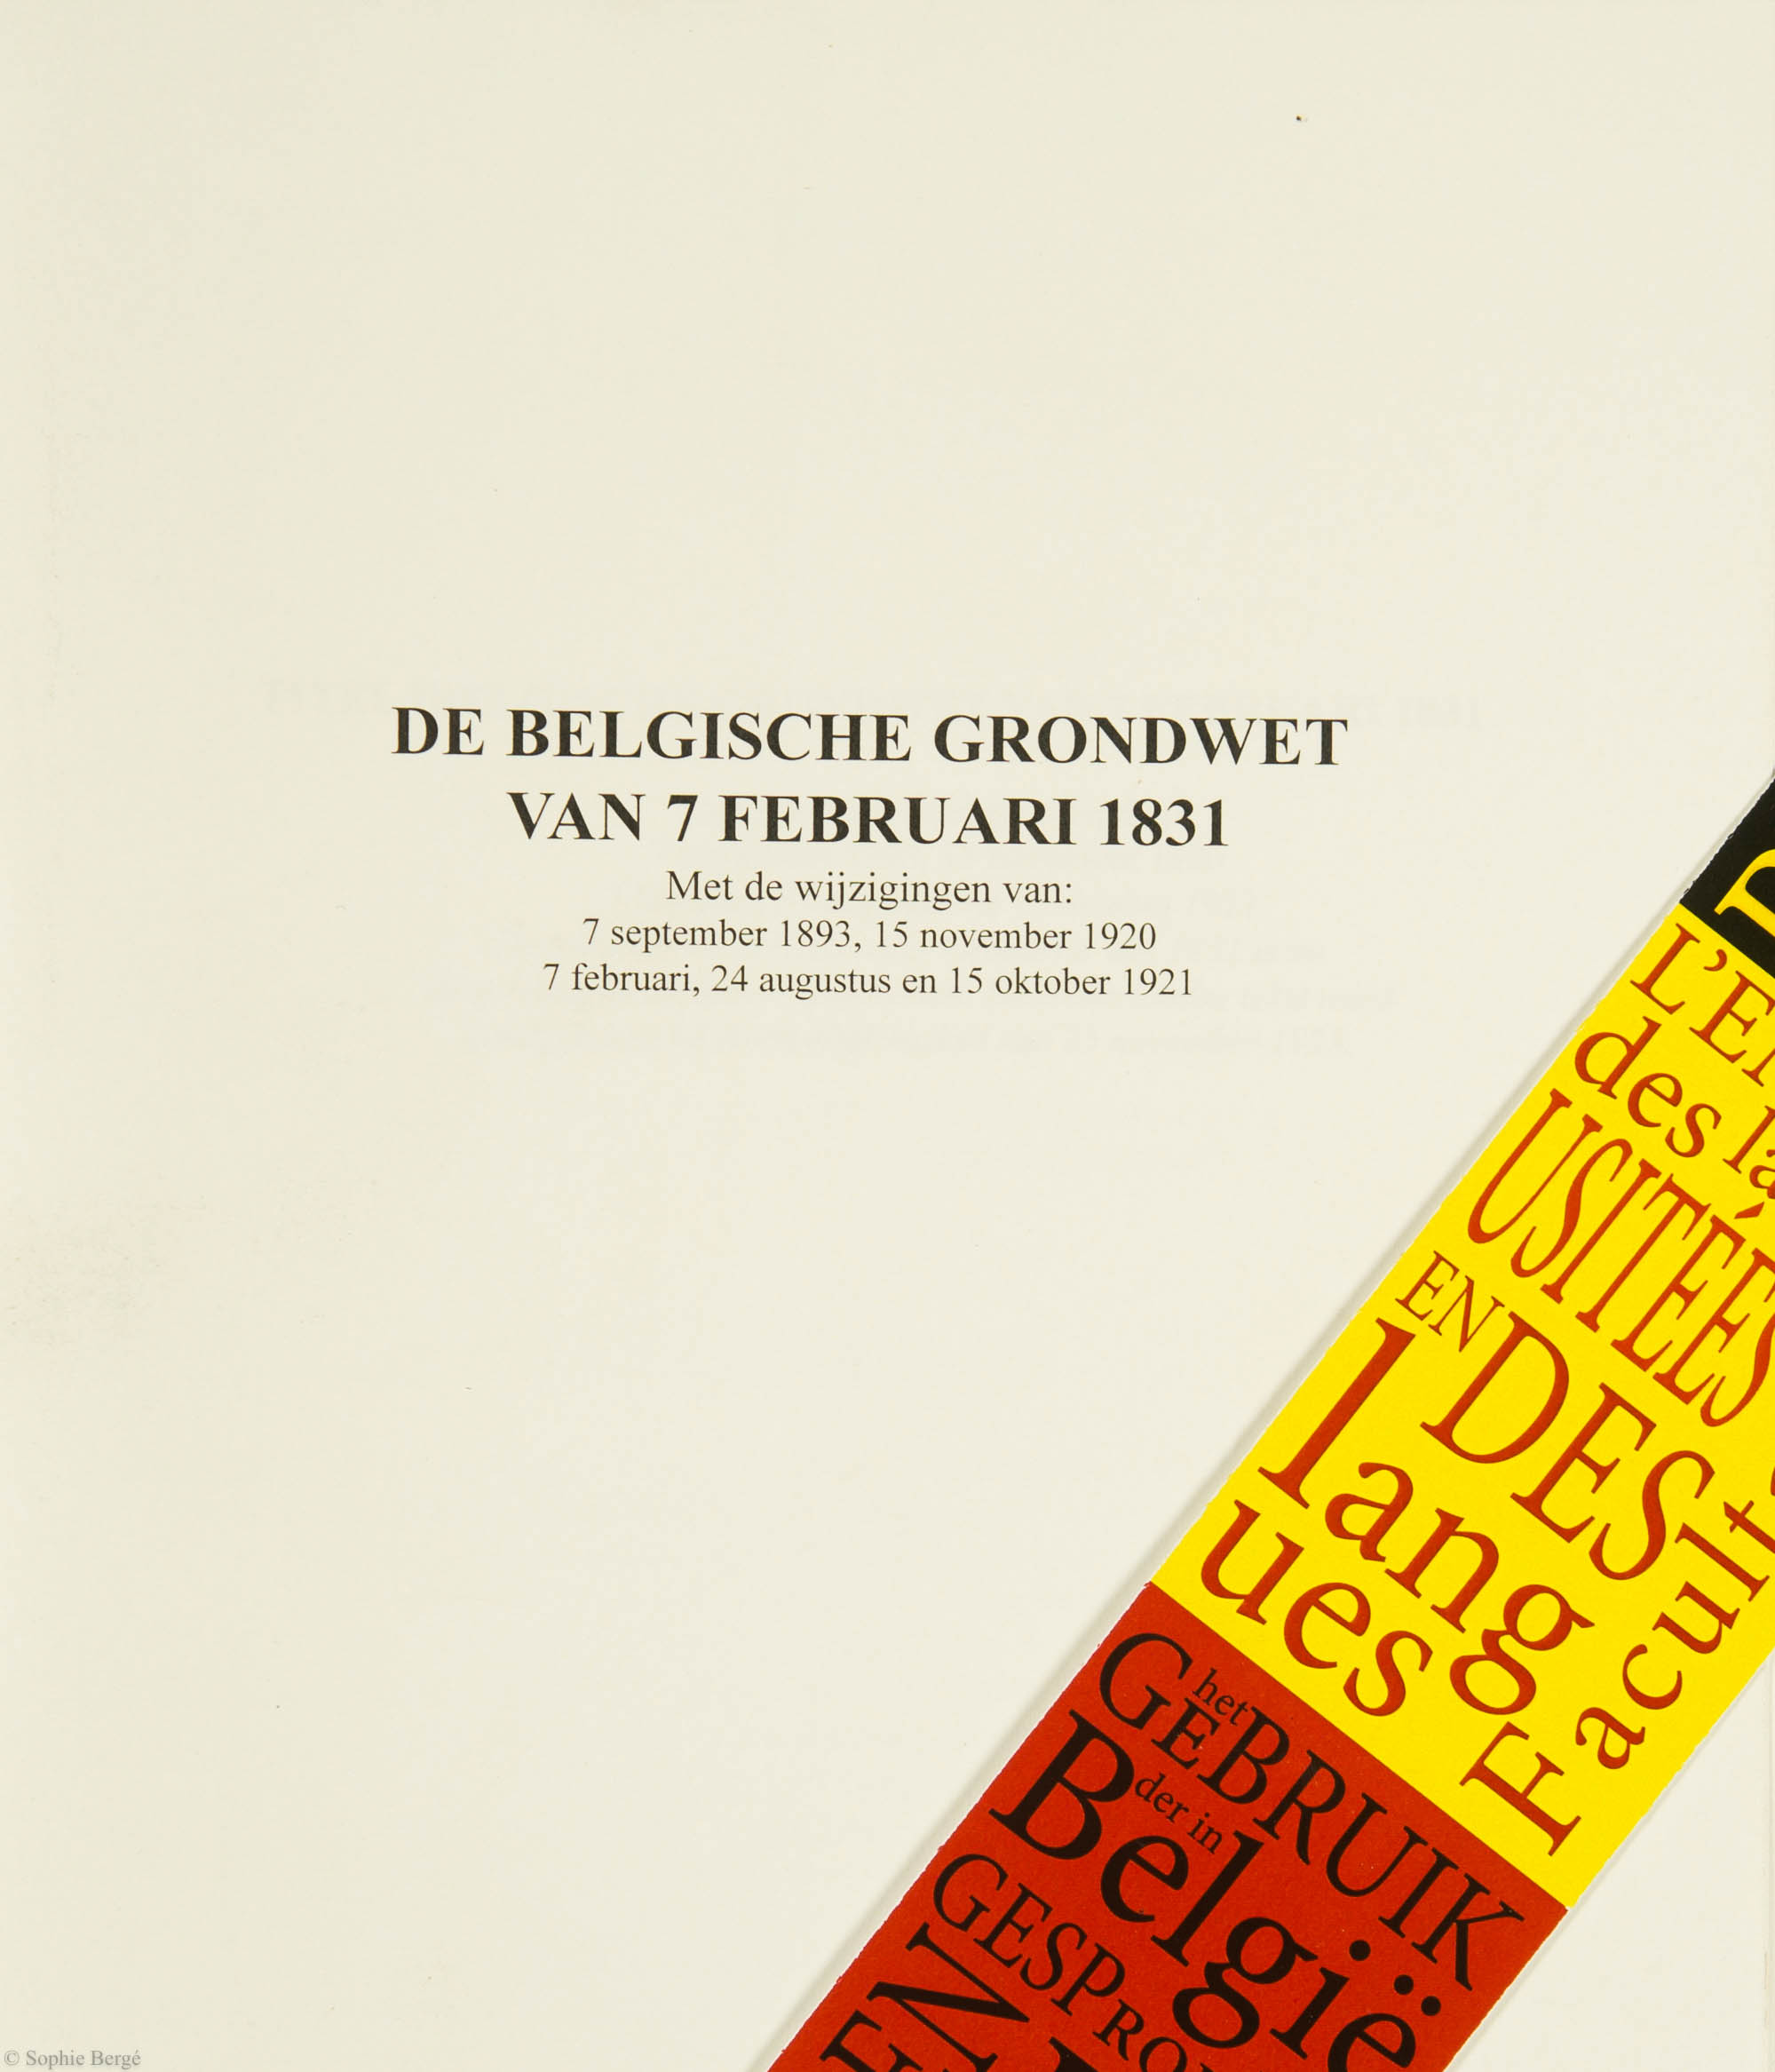 DE BELGISCHE GRONDWET
VAN 7 FEBRUARI 1831
Met de wijzigingen van:
7 september 1893, 15 november 1920
7 februari, 24 augustus en 15 oktober 1921
des
USITÉES
EN DES
lang
ues
het
GEBRUIK
der in
België
© Sophie Bergé